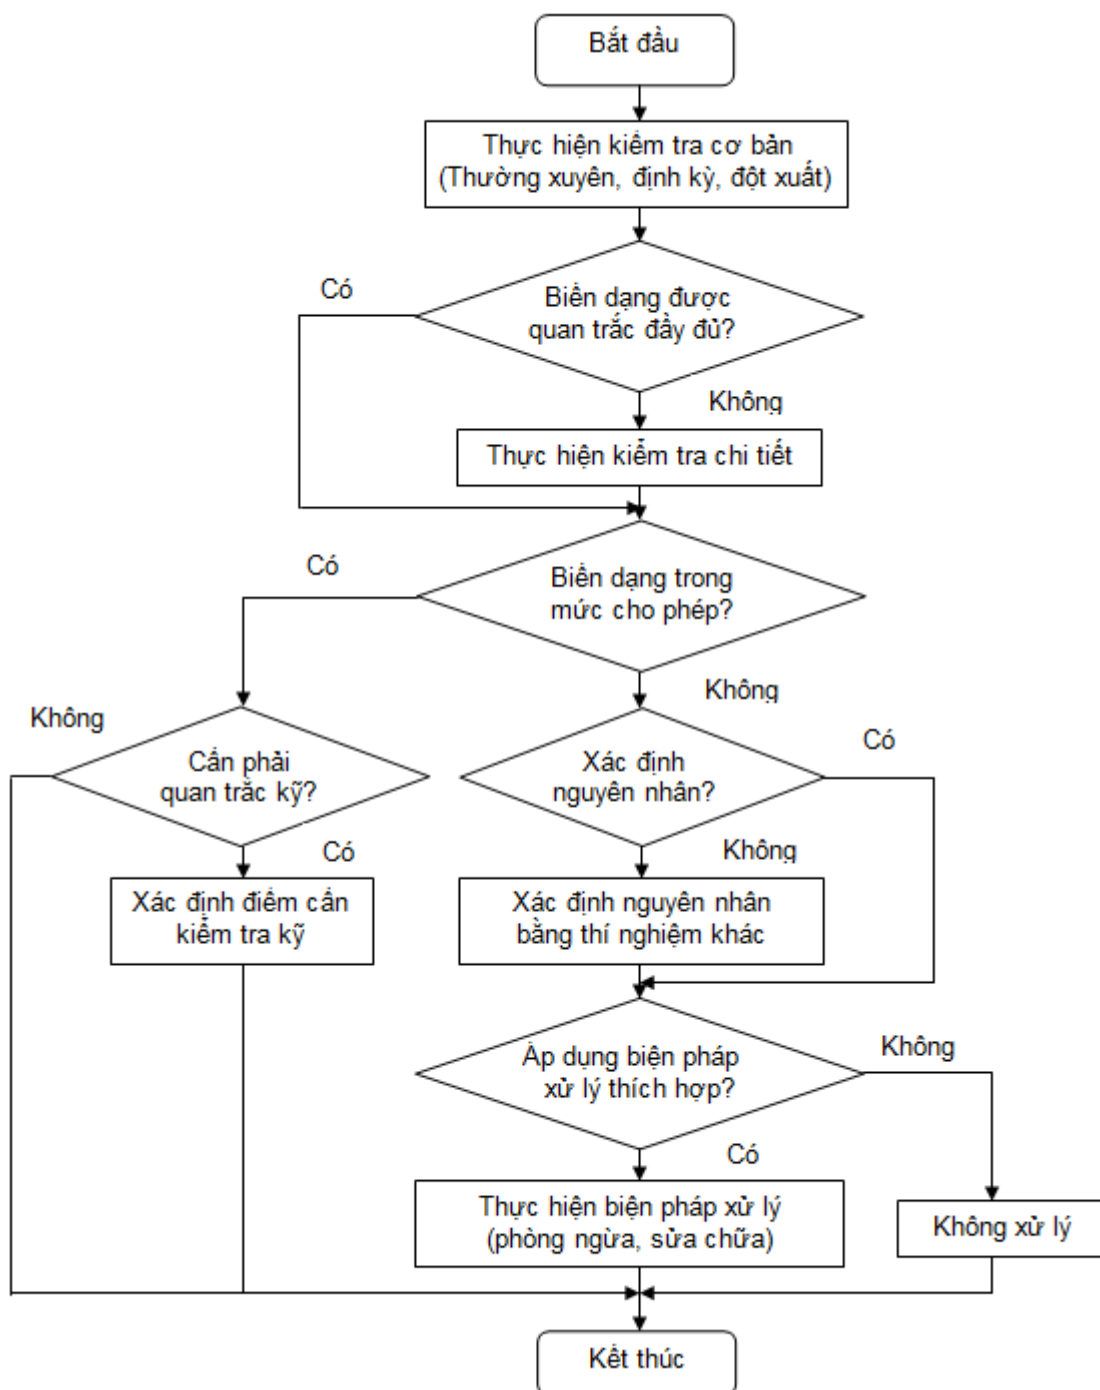 Bắt đầu
Thực hiện kiểm tra cơ bản
(Thường xuyên, định kỳ, đột xuất)
Có
Biến dạng được
quan trắc đầy đủ?
Không
Thực hiện kiểm tra chi tiết
Có
Biến dạng trong
mức cho phép?
Không
Không
Có
Cần phải
quan trắc kỹ?
Xác định
nguyên nhân?
Có
Không
Xác định điểm cần
kiểm tra kỹ
Xác định nguyên nhân
bằng thí nghiệm khác
Áp dụng biện pháp
xử lý thích hợp?
Không
Có
Thực hiện biện pháp xử lý
(phòng ngừa, sửa chữa)
Không xử lý
Kết thúc